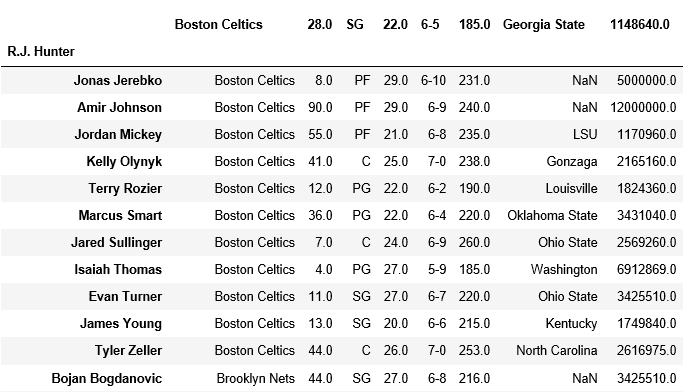 Boston Celtics 28.0 SG 22.0 6-5 185.0 Georgia State 1148640.0
R.J. Hunter
Jonas Jerebko Boston Celtics 8.0 PF 29.0 6-10 231.0 NaN 5000000.0
Amir Johnson Boston Celtics 90.0 PF 29.0 6-9 240.0 NaN 12000000.0
Jordan Mickey Boston Celtics 55.0 PF 21.0 6-8 235.0 LSU 1170960.0
Kelly Olynyk Boston Celtics 41.0 C 25.0 7-0 238.0 Gonzaga 2165160.0
Terry Rozier Boston Celtics 12.0 PG 22.0 6-2 190.0 Louisville 1824360.0
Marcus Smart Boston Celtics 36.0 PG 22.0 6-4 220.0 Oklahoma State 3431040.0
Jared Sullinger Boston Celtics 7.0 C 24.0 6-9 260.0 Ohio State 2569260.0
Isaiah Thomas Boston Celtics 4.0 PG 27.0 5-9 185.0 Washington 6912869.0
Evan Turner Boston Celtics 11.0 SG 27.0 6-7 220.0 Ohio State 3425510.0
James Young Boston Celtics 13.0 SG 20.0 6-6 215.0 Kentucky 1749840.0
Tyler Zeller Boston Celtics 44.0 C 26.0 7-0 253.0 North Carolina 2616975.0
Bojan Bogdanovic Brooklyn Nets 44.0 SG 27.0 6-8 216.0 NaN 3425510.0